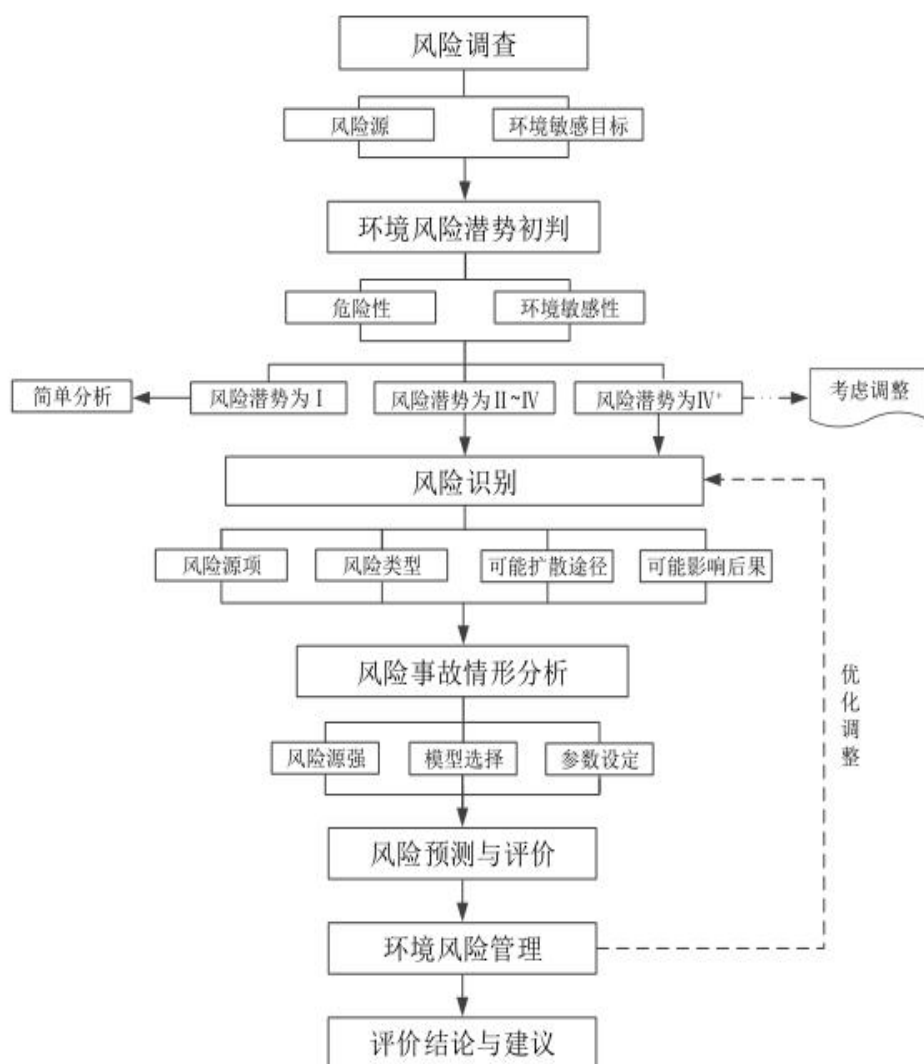 风险调查
风险源
环境敏感目标
环境风险潜势初判
危险性
环境敏感性
简单分析
风险潜势为Ⅰ
风险潜势为Ⅱ~Ⅳ
风险潜势为Ⅳ⁺
考虑调整
风险识别
风险源项
风险类型
可能扩散途径
可能影响后果
风险事故情形分析
优化调整
风险源强
模型选择
参数设定
风险预测与评价
环境风险管理
评价结论与建议